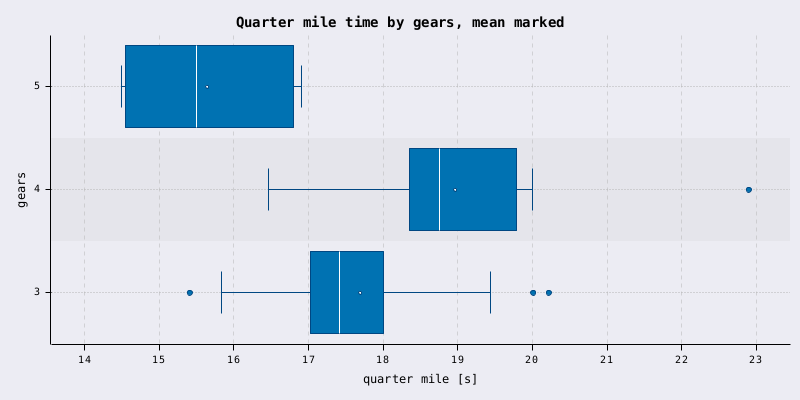 Quarter mile time by gears, mean marked
gears
5
4
3
14 15 16 17 18 19 20 21 22 23
quarter mile [s]